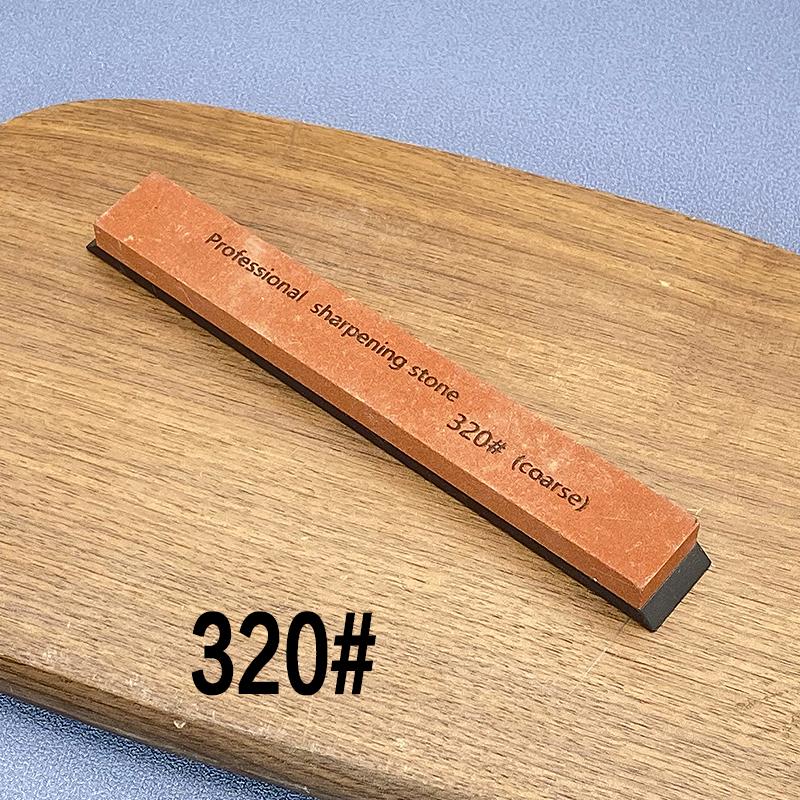 Professional sharpening stone
320# (coarse)
320#